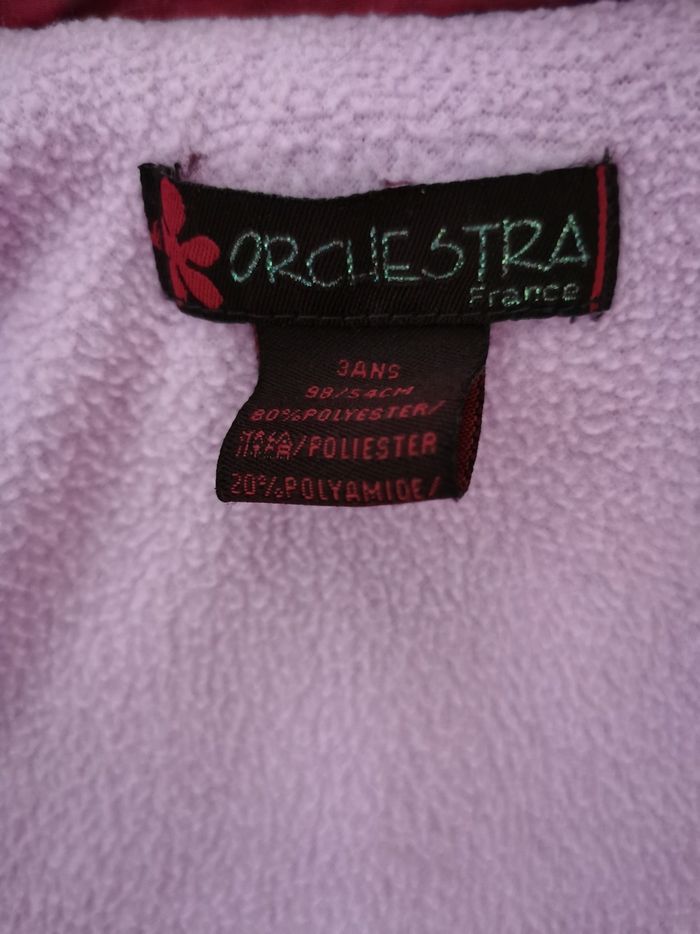 ORCHESTRA
France
3ANS
98/54CM
80%POLYESTER/
/POLIESTER
20%POLYAMIDE/